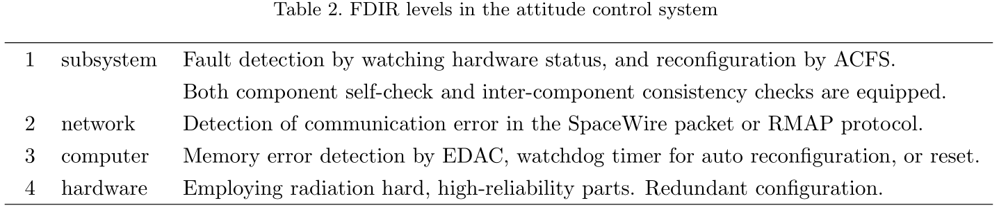 Table 2. FDIR levels in the attitude control system
1 subsystem Fault detection by watching hardware status, and reconfiguration by ACFS.
Both component self-check and inter-component consistency checks are equipped.
2 network Detection of communication error in the SpaceWire packet or RMAP protocol.
3 computer Memory error detection by EDAC, watchdog timer for auto reconfiguration, or reset.
4 hardware Employing radiation hard, high-reliability parts. Redundant configuration.